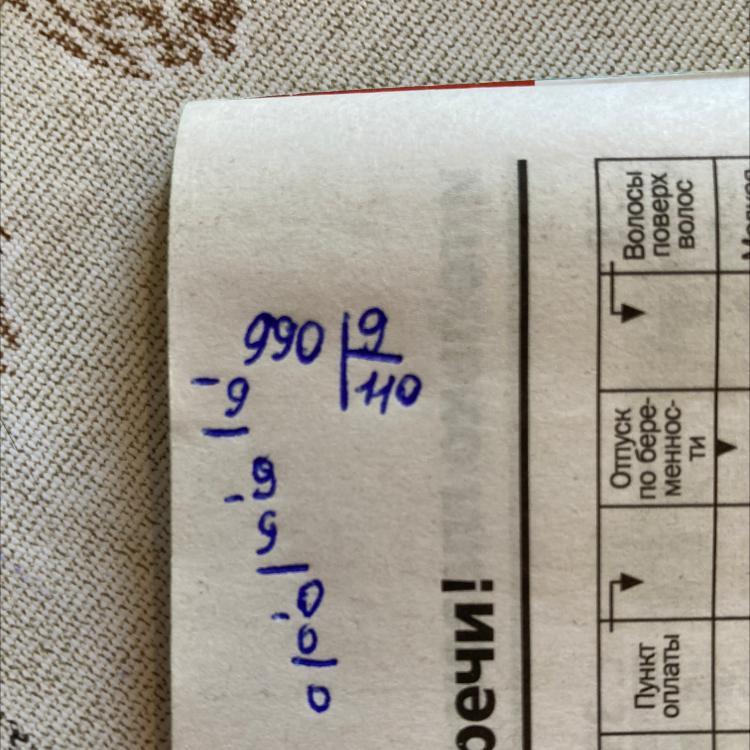 990 | 9
9 110
9
9
0
0
0
речи!
Волосы
поверх
волос
Отпуск
по бере-
меннос-
ти
Пункт
оплаты